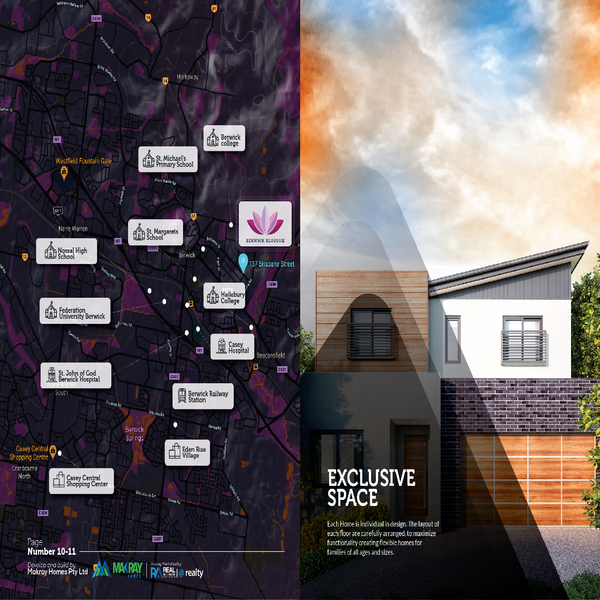 Harkaway
Berwick
college
St. Michael's
Primary School
Westfield Fountain Gate
St. Margarets
School
BERWICK BLOSSOM
Narre Warren
Nossal High
School
Berwick
137 Brisbane Street
Haileybury
College
Federation
University Berwick
Casey
Hospital
Beaconsfield
St. John of God
Berwick Hospital
South
Berwick Railway
Station
Berwick
Springs
Eden Rise
Village
Casey Central
Shopping Centre
Cranbourne
North
Casey Central
Shopping Center
Page
Number 10-11
Develop and build by
Makray Homes Pty Ltd
MAKRAY
HOMES
REAL
realty
EXCLUSIVE
SPACE
Each Home is individual in design. The layout of
each floor are carefully arranged, to maximize
functionality creating flexible homes for
families of all ages and sizes.